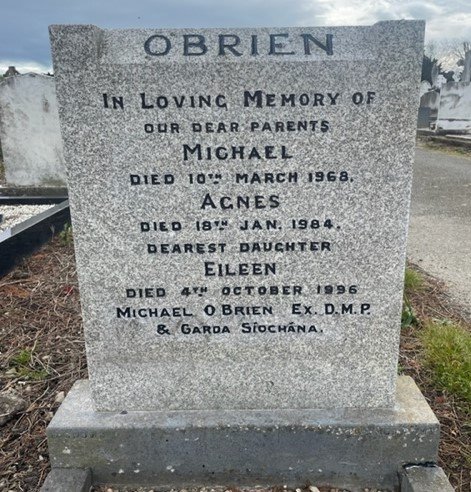 O'BRIEN
IN LOVING MEMORY OF
OUR DEAR PARENTS
MICHAEL
DIED 10TH MARCH 1968.
AGNES
DIED 18TH JAN. 1984.
DEAREST DAUGHTER
EILEEN
DIED 4TH OCTOBER 1996
MICHAEL O'BRIEN EX. D.M.P.
& GARDA SÍOCHÁNA.